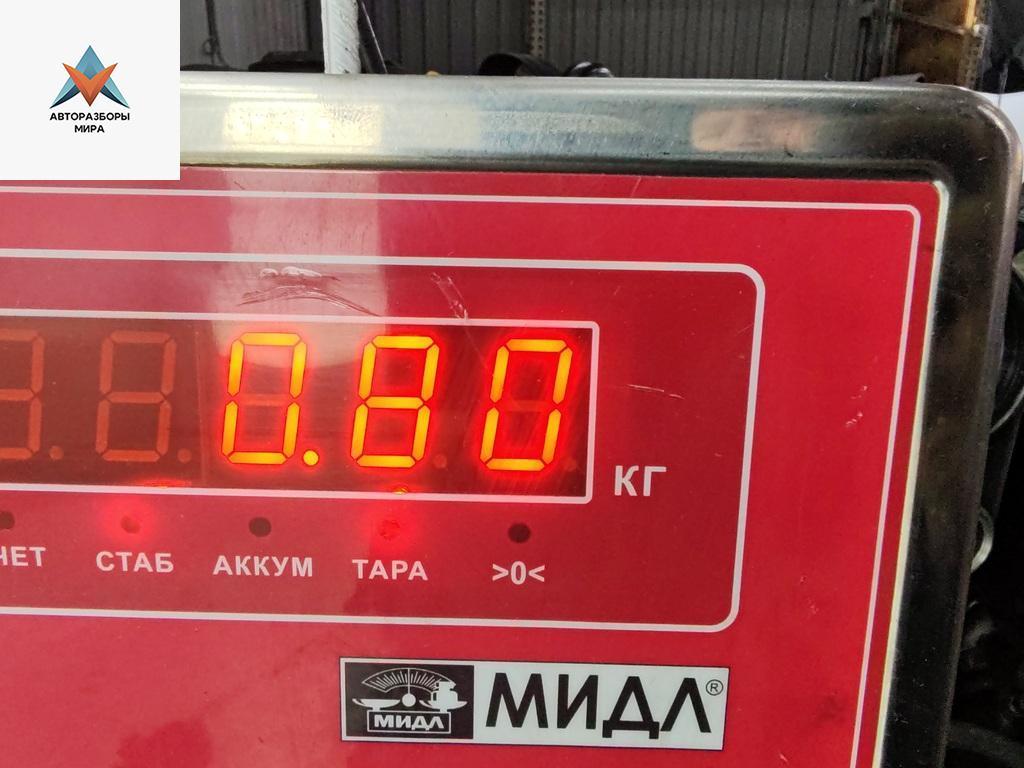 АВТОРАЗБОРЫ
МИРА
0.80
КГ
СТАБ АККУМ ТАРА >0<
МИДЛ МИДЛ®